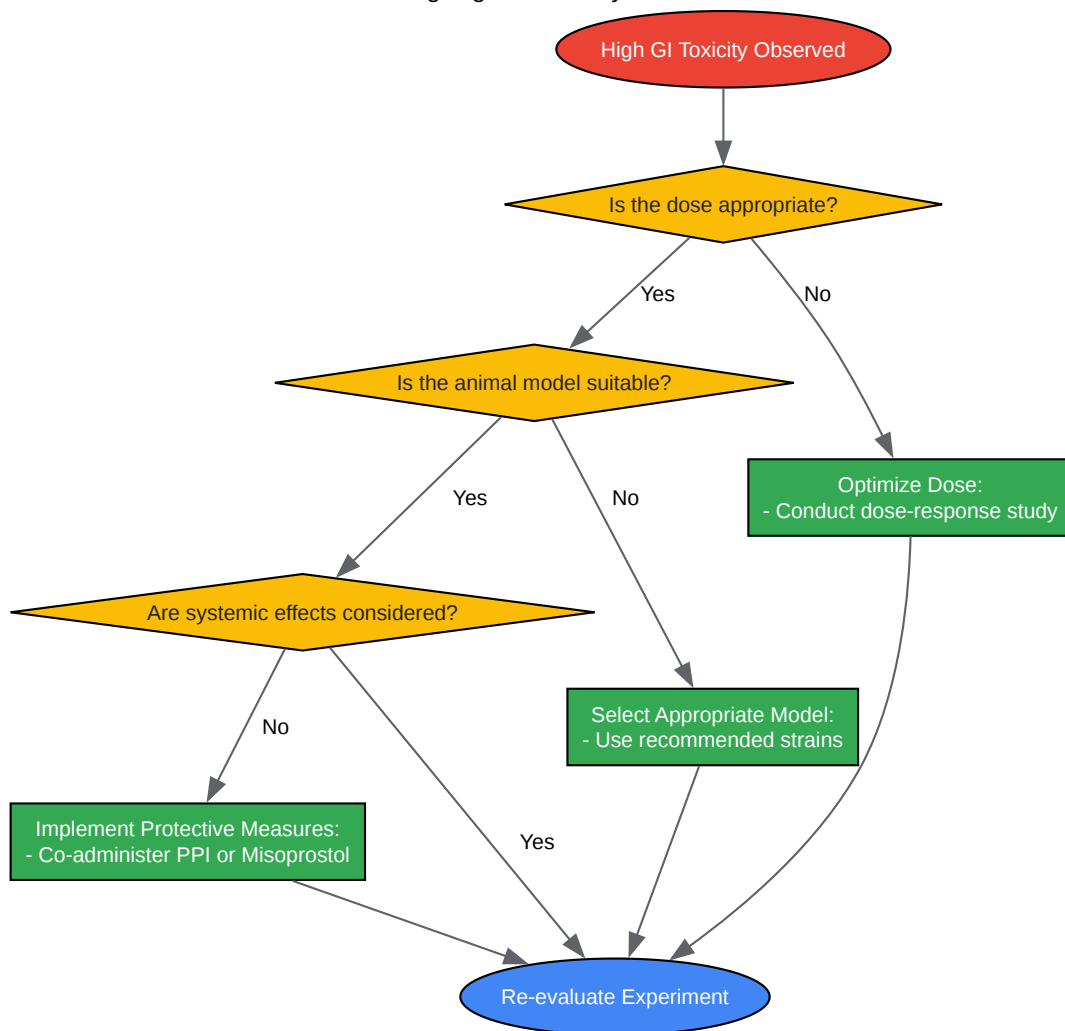 High GI Toxicity Observed
Is the dose appropriate?
Yes
No
Is the animal model suitable?
Yes
No
Optimize Dose:
- Conduct dose-response study
Are systemic effects considered?
No
Yes
Select Appropriate Model:
- Use recommended strains
Implement Protective Measures:
- Co-administer PPI or Misoprostol
Re-evaluate Experiment